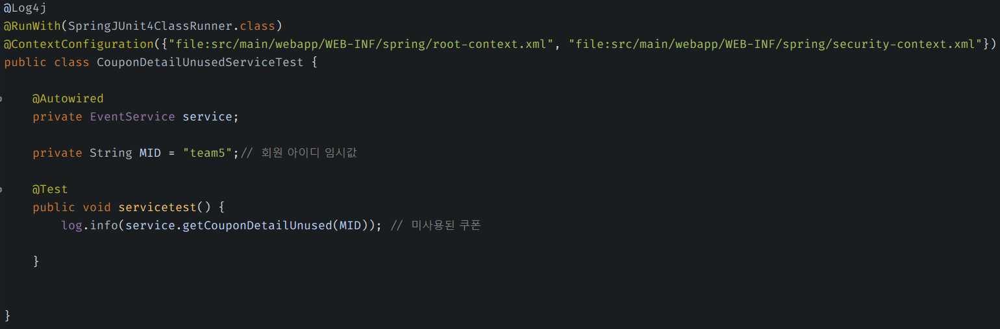 @Log4j
@RunWith(SpringJUnit4ClassRunner.class)
@ContextConfiguration({"file:src/main/webapp/WEB-INF/spring/root-context.xml", "file:src/main/webapp/WEB-INF/spring/security-context.xml"})
public class CouponDetailUnusedServiceTest {
@Autowired
private EventService service;
private String MID = "team5";// 회원 아이디 임시값
@Test
public void servicetest() {
log.info(service.getCouponDetailUnused(MID)); // 미사용된 쿠폰
}
}